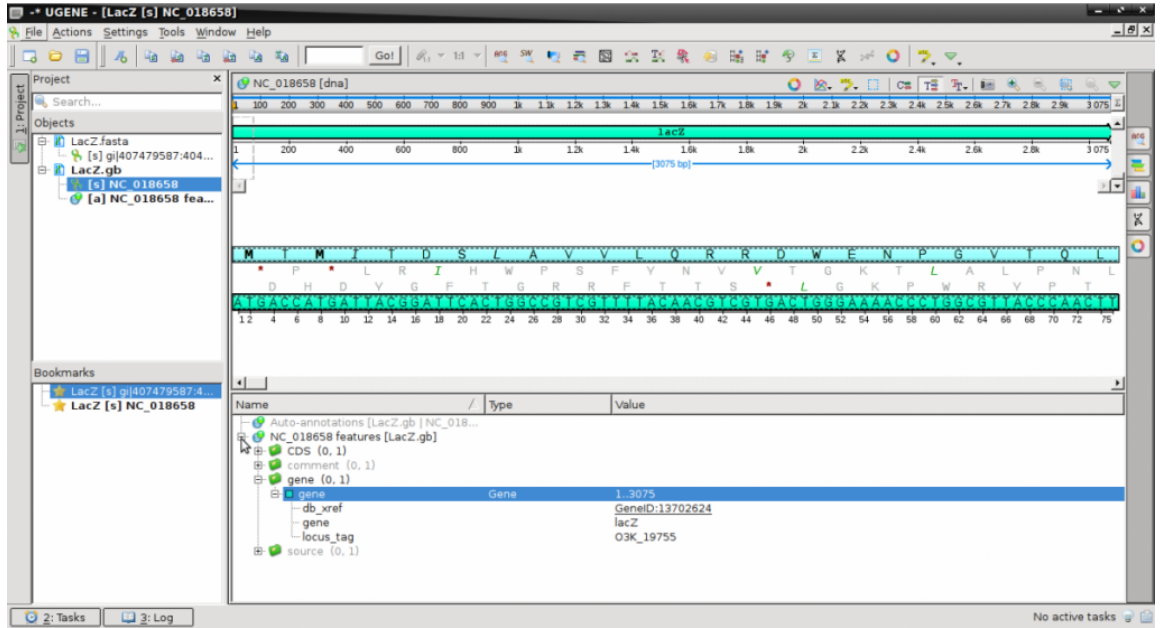 -* UGENE - [LacZ [s] NC_018658]
File Actions Settings Tools Window Help
Go! 1:1
1: Project
Project
Search...
Objects
LacZ.fasta
[s] gi|407479587:404...
LacZ.gb
[s] NC_018658
[a] NC_018658 fea...
Bookmarks
LacZ [s] gi|407479587:4...
LacZ [s] NC_018658
NC_018658 [dna]
1 100 200 300 400 500 600 700 800 900 1k 1.1k 1.2k 1.3k 1.4k 1.5k 1.6k 1.7k 1.8k 1.9k 2k 2.1k 2.2k 2.3k 2.4k 2.5k 2.6k 2.7k 2.8k 2.9k 3 075
lacZ
1 200 400 600 800 1k 1.2k 1.4k 1.6k 1.8k 2k 2.2k 2.4k 2.6k 2.8k 3 075
[3075 bp]
M T M I T D S L A V V L Q R R D W E N P G V T Q L
* P * L R I H W P S F Y N V V T G K T L A L P N L
D H D Y G F T G R R F T T S * L G K P W R Y P T
ATGACCATGATTACGGATTCACTGGCCGTCGTTTTACAACGTCGTGACTGGGAAAACCCTGGCGTTACCCAACTT
1 2 4 6 8 10 12 14 16 18 20 22 24 26 28 30 32 34 36 38 40 42 44 46 48 50 52 54 56 58 60 62 64 66 68 70 72 75
Name Type Value
Auto-annotations [LacZ.gb | NC_018...
NC_018658 features [LacZ.gb]
CDS (0, 1)
comment (0, 1)
gene (0, 1)
gene Gene 1..3075
db_xref GeneID:13702624
gene lacZ
locus_tag O3K_19755
source (0, 1)
2: Tasks 3: Log No active tasks